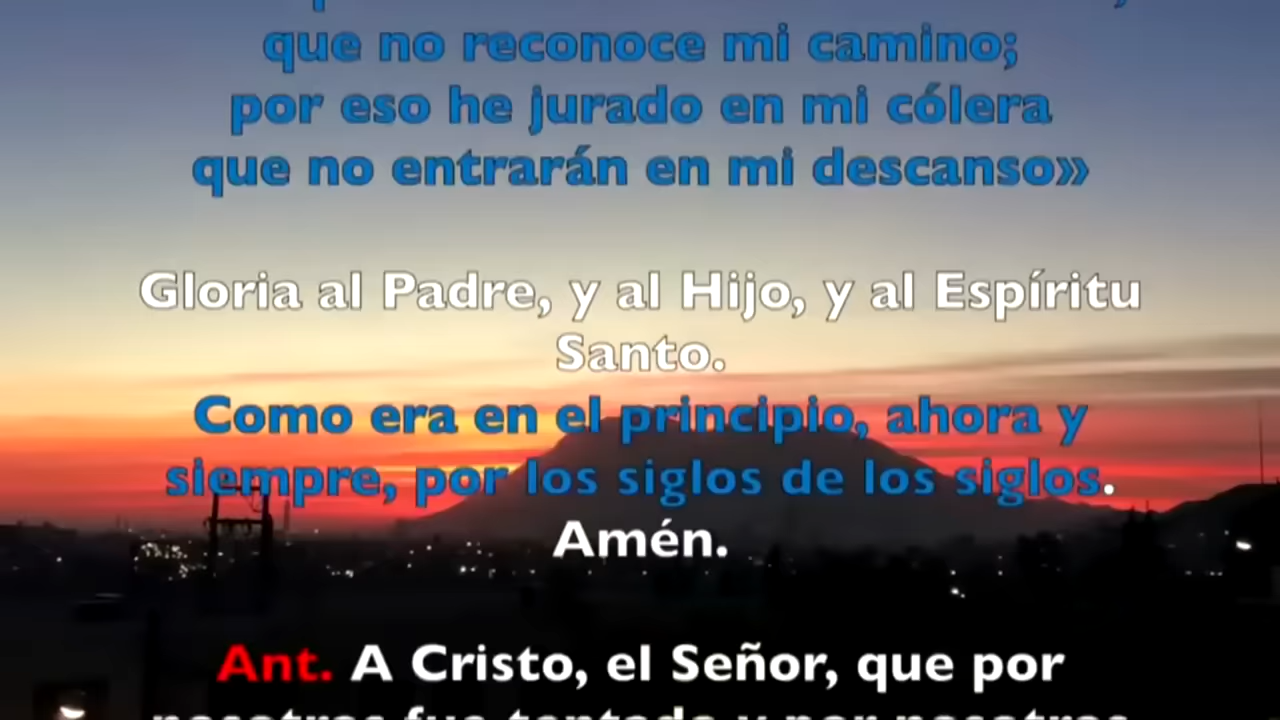 que no reconoce mi camino;
por eso he jurado en mi cólera
que no entrarán en mi descanso»
Gloria al Padre, y al Hijo, y al Espíritu
Santo.
Como era en el principio, ahora y
siempre, por los siglos de los siglos.
Amén.
Ant. A Cristo, el Señor, que por